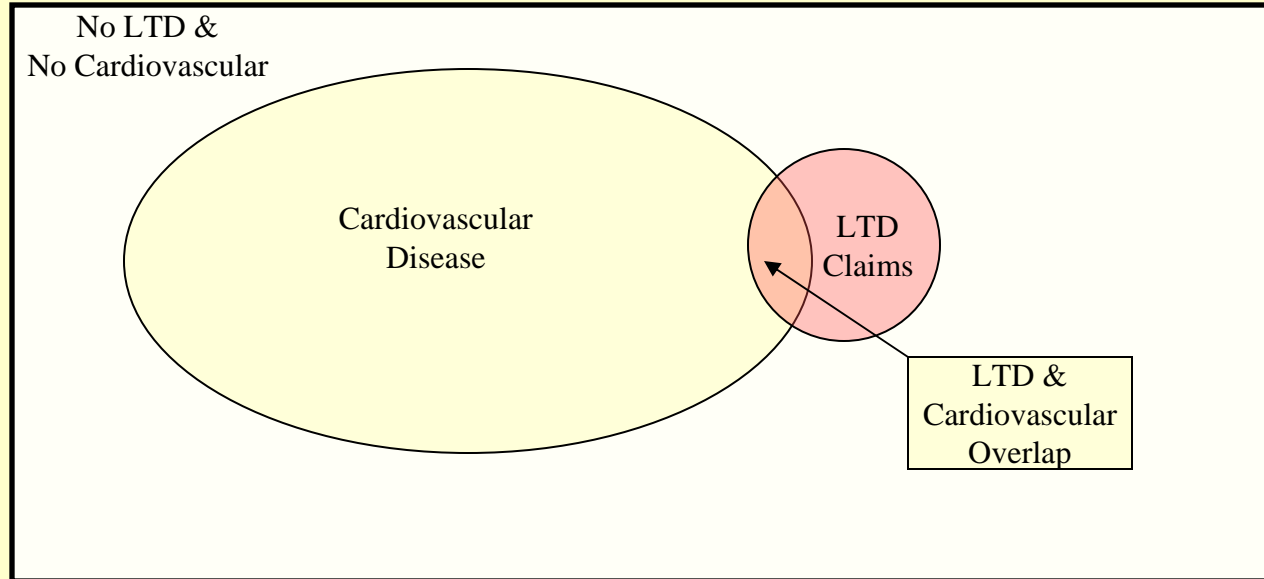 No LTD &
No Cardiovascular
Cardiovascular
Disease
LTD
Claims
LTD &
Cardiovascular
Overlap